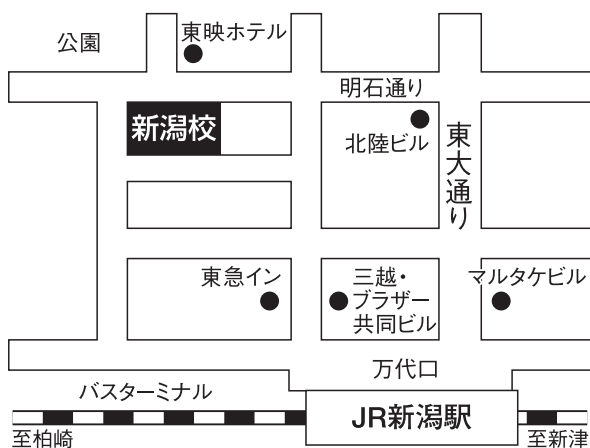 公園
東映ホテル
明石通り
新潟校
北陸ビル
東大通り
東急イン
三越・
ブラザー
共同ビル
マルタケビル
万代口
バスターミナル
JR新潟駅
至柏崎
至新津